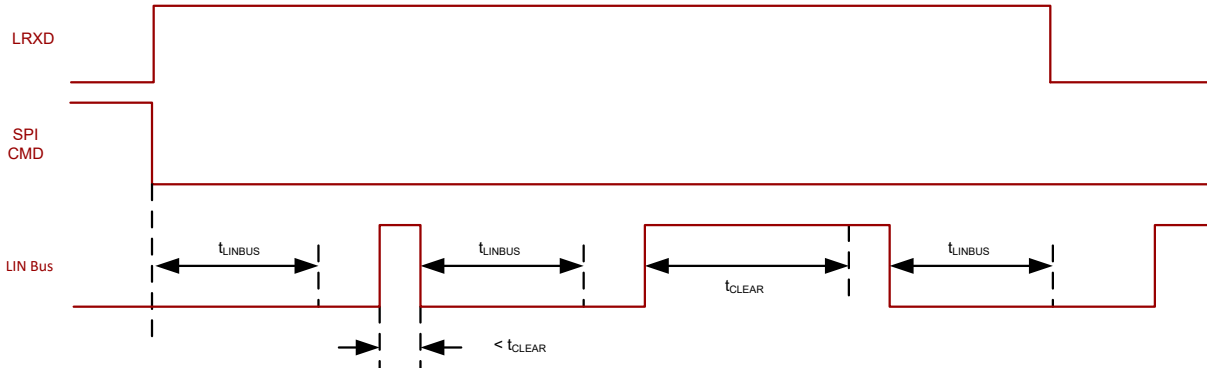 LRXD
SPI
CMD
LIN Bus
tLINBUS
tLINBUS
tCLEAR
tLINBUS
< tCLEAR